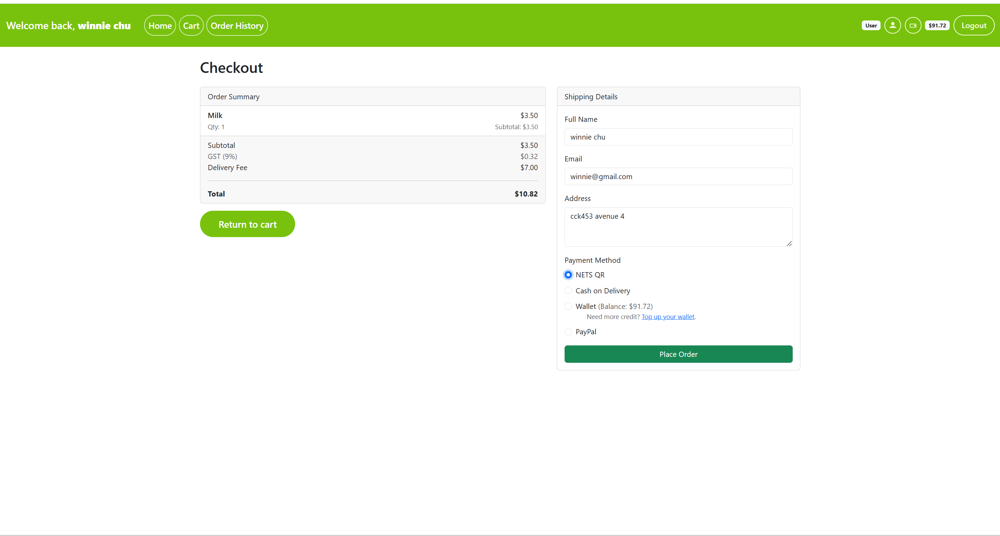 Welcome back, winnie chu Home Cart Order History User $91.72 Logout
Checkout
Order Summary
Milk $3.50
Qty: 1 Subtotal: $3.50
Subtotal $3.50
GST (9%) $0.32
Delivery Fee $7.00
Total $10.82
Return to cart
Shipping Details
Full Name
winnie chu
Email
winnie@gmail.com
Address
cck453 avenue 4
Payment Method
NETS QR
Cash on Delivery
Wallet (Balance: $91.72)
Need more credit? Top up your wallet.
PayPal
Place Order